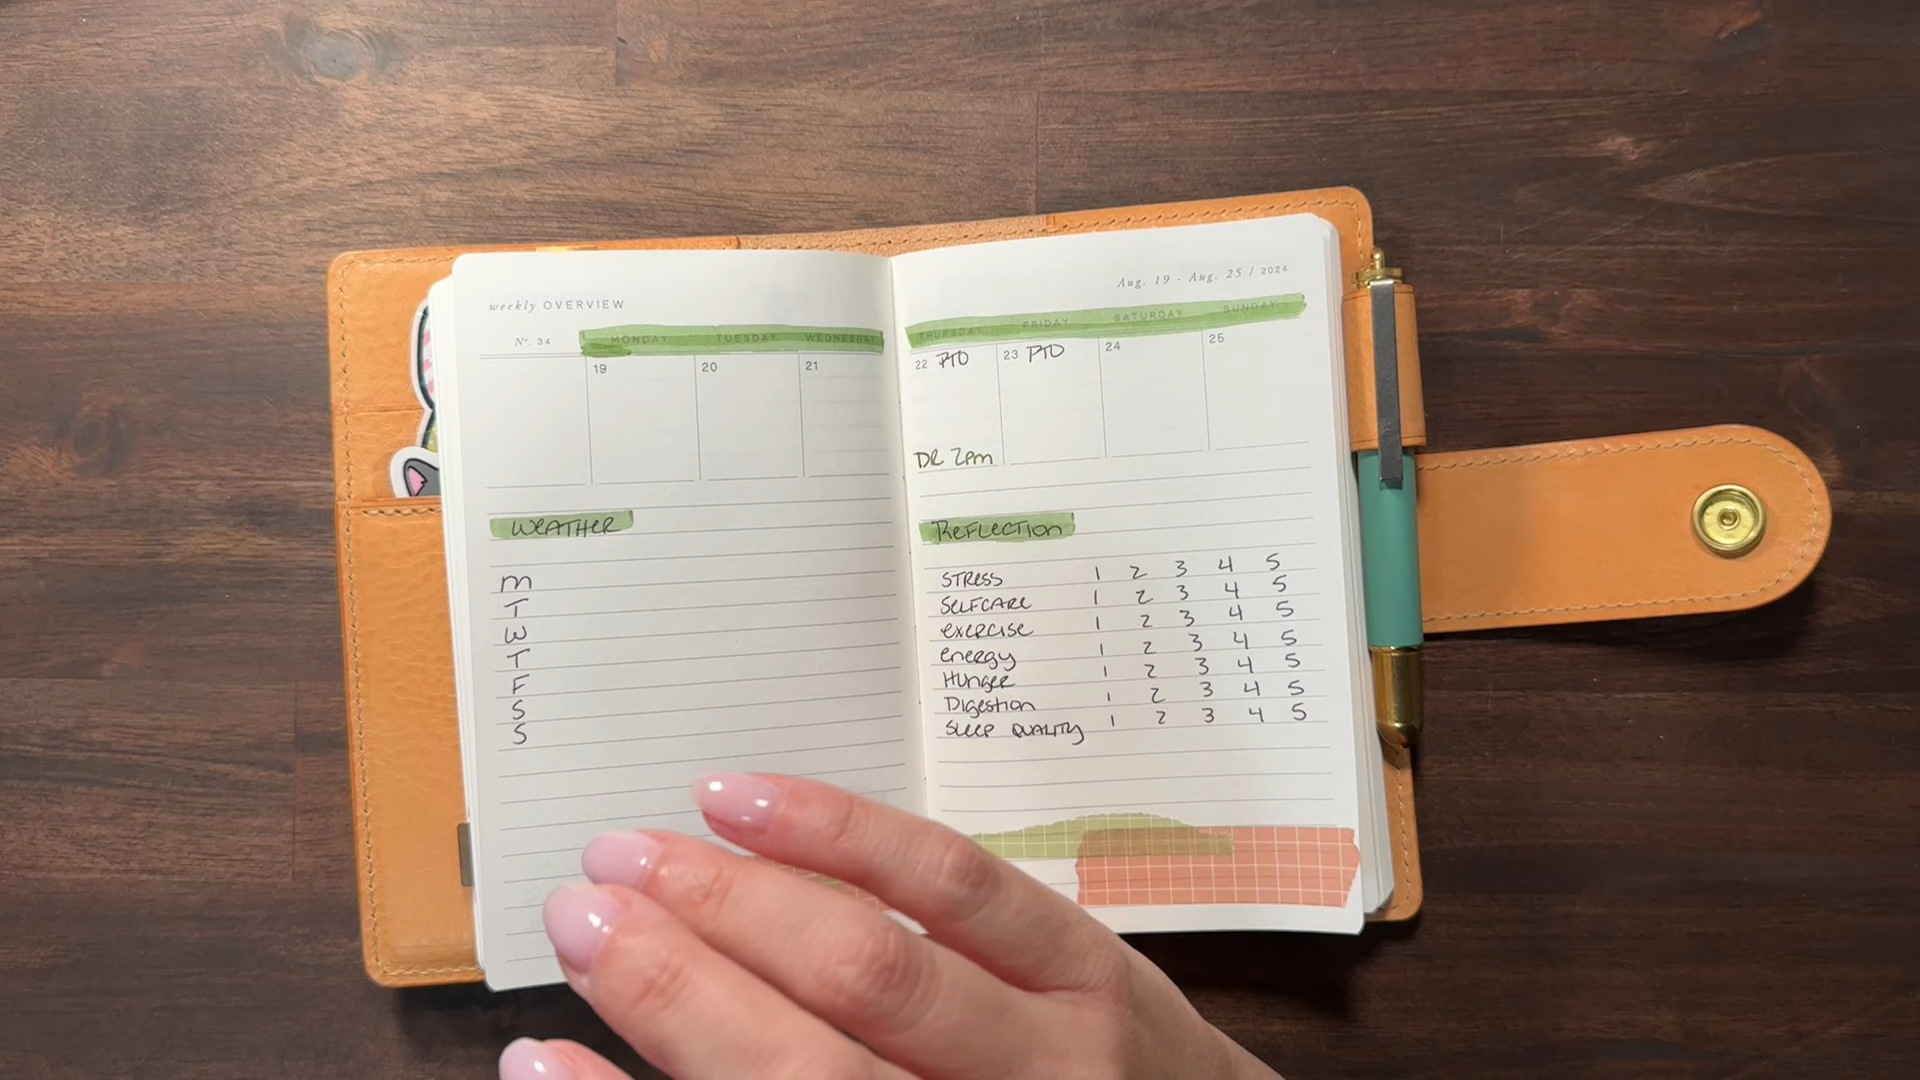 weekly OVERVIEW
Nº. 34 MONDAY TUESDAY WEDNESDAY
19 20 21
WEATHER
M
T
W
T
F
S
S
Aug. 19 - Aug. 25 / 2024
THURSDAY FRIDAY SATURDAY SUNDAY
22 PTO 23 PTO 24 25
DR 2pm
REFLECTION
STRESS 1 2 3 4 5
SELFCARE 1 2 3 4 5
exercise 1 2 3 4 5
energy 1 2 3 4 5
HUNGER 1 2 3 4 5
Digestion 1 2 3 4 5
SLEEP QUALITY 1 2 3 4 5